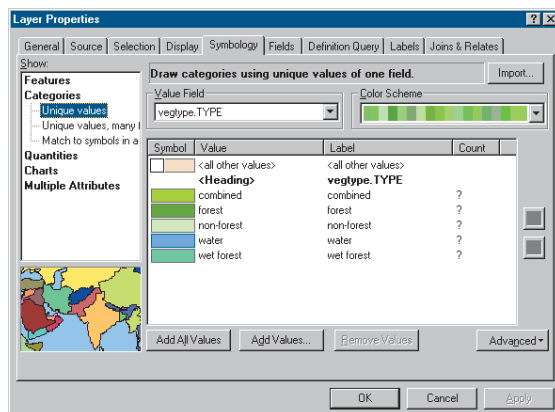 Layer Properties
General Source Selection Display Symbology Fields Definition Query Labels Joins & Relates
Show:
Features
Categories
Unique values
Unique values, many
Match to symbols in a
Quantities
Charts
Multiple Attributes
Draw categories using unique values of one field.
Import...
Value Field
vegtype.TYPE
Color Scheme
Symbol Value Label Count
<all other values> <all other values>
<Heading> vegtype.TYPE
combined combined ?
forest forest ?
non-forest non-forest ?
water water ?
wet forest wet forest ?
Add All Values Add Values... Remove Values Advanced
OK Cancel Apply